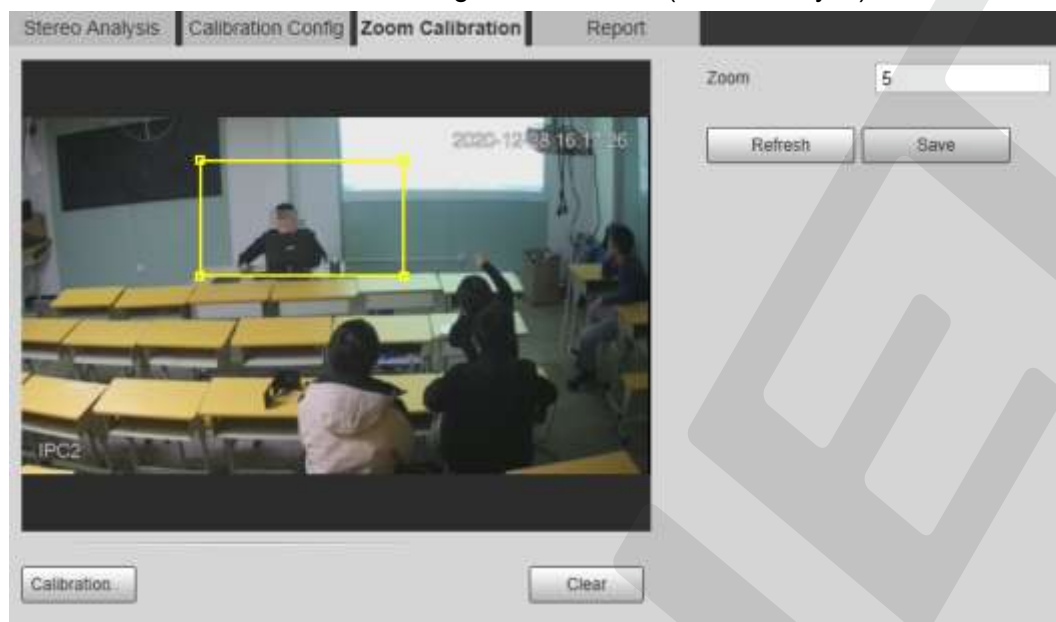 Stereo Analysis Calibration Config Zoom Calibration Report
Zoom 5
Refresh Save
IPC2
Calibration
Clear